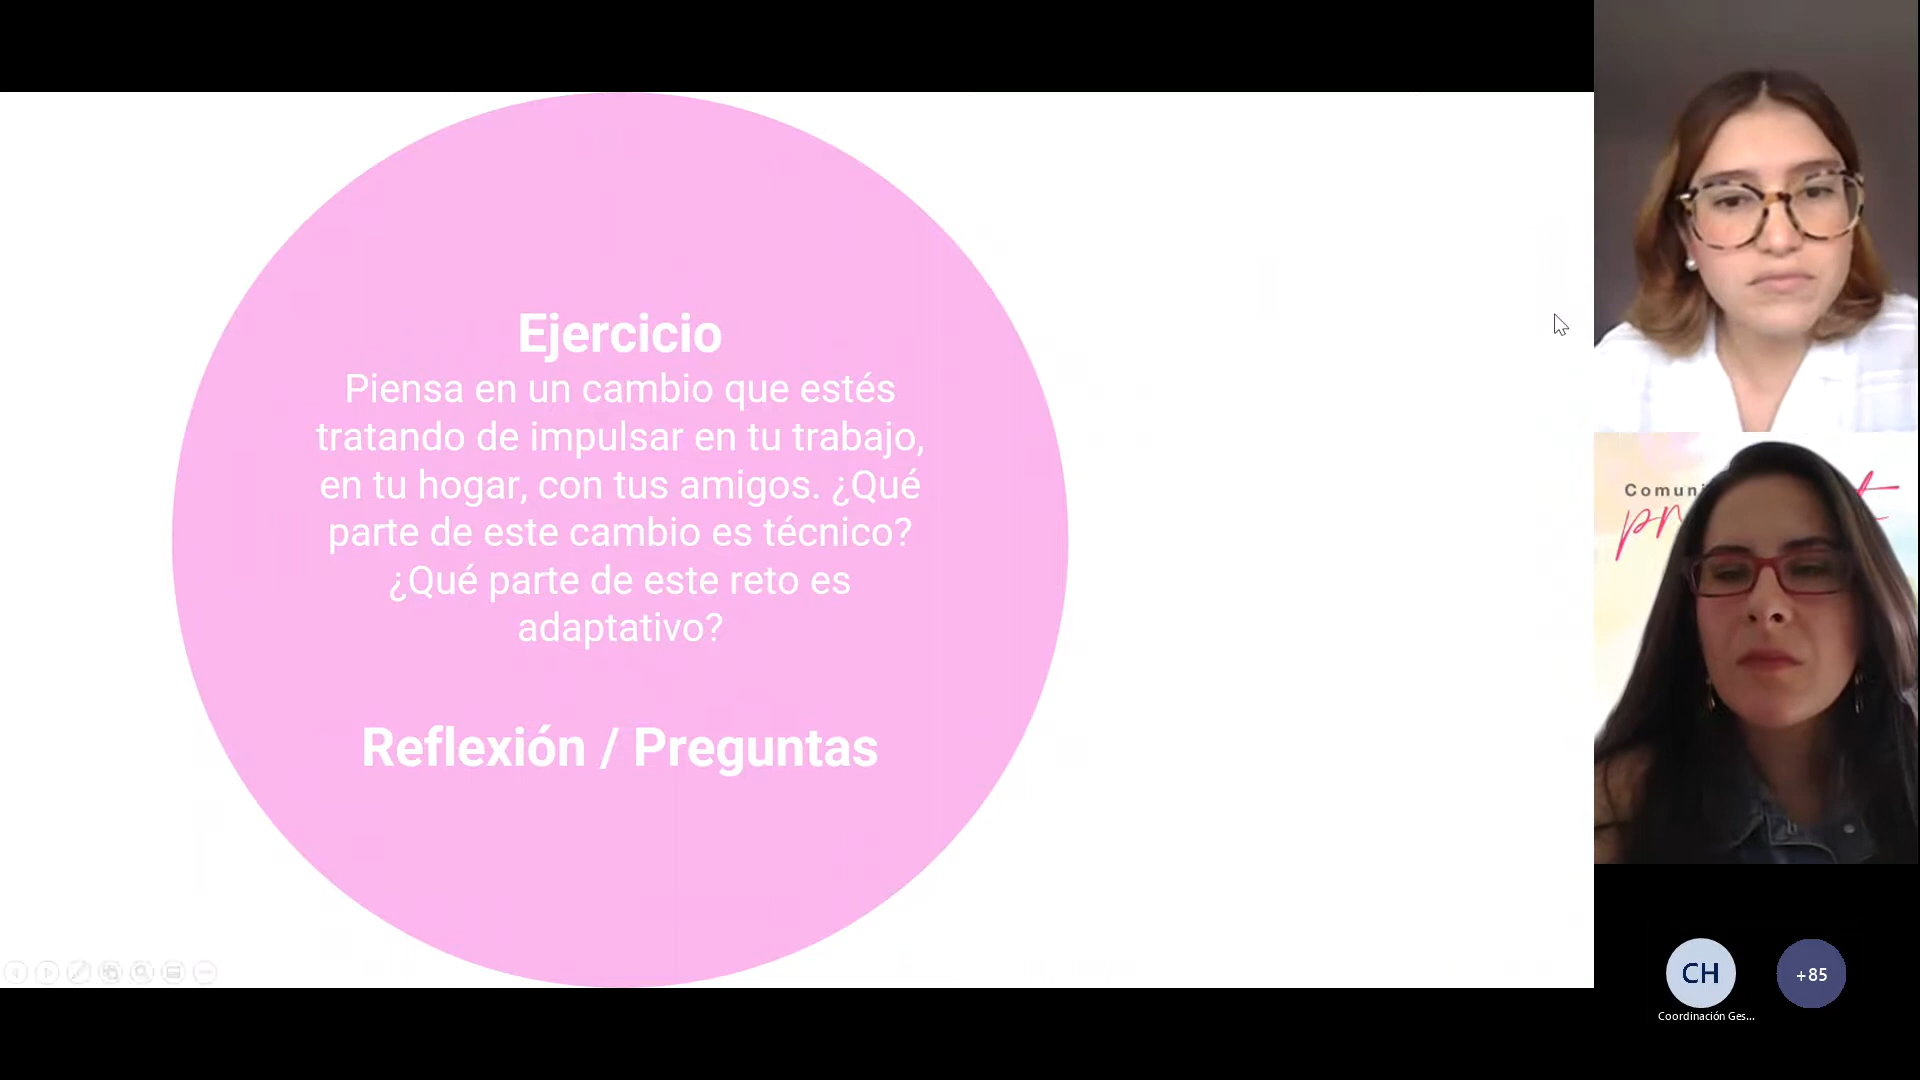 Ejercicio
Piensa en un cambio que estés
tratando de impulsar en tu trabajo,
en tu hogar, con tus amigos. ¿Qué
parte de este cambio es técnico?
¿Qué parte de este reto es
adaptativo?
Reflexión / Preguntas
CH
+85
Coordinación Ges...